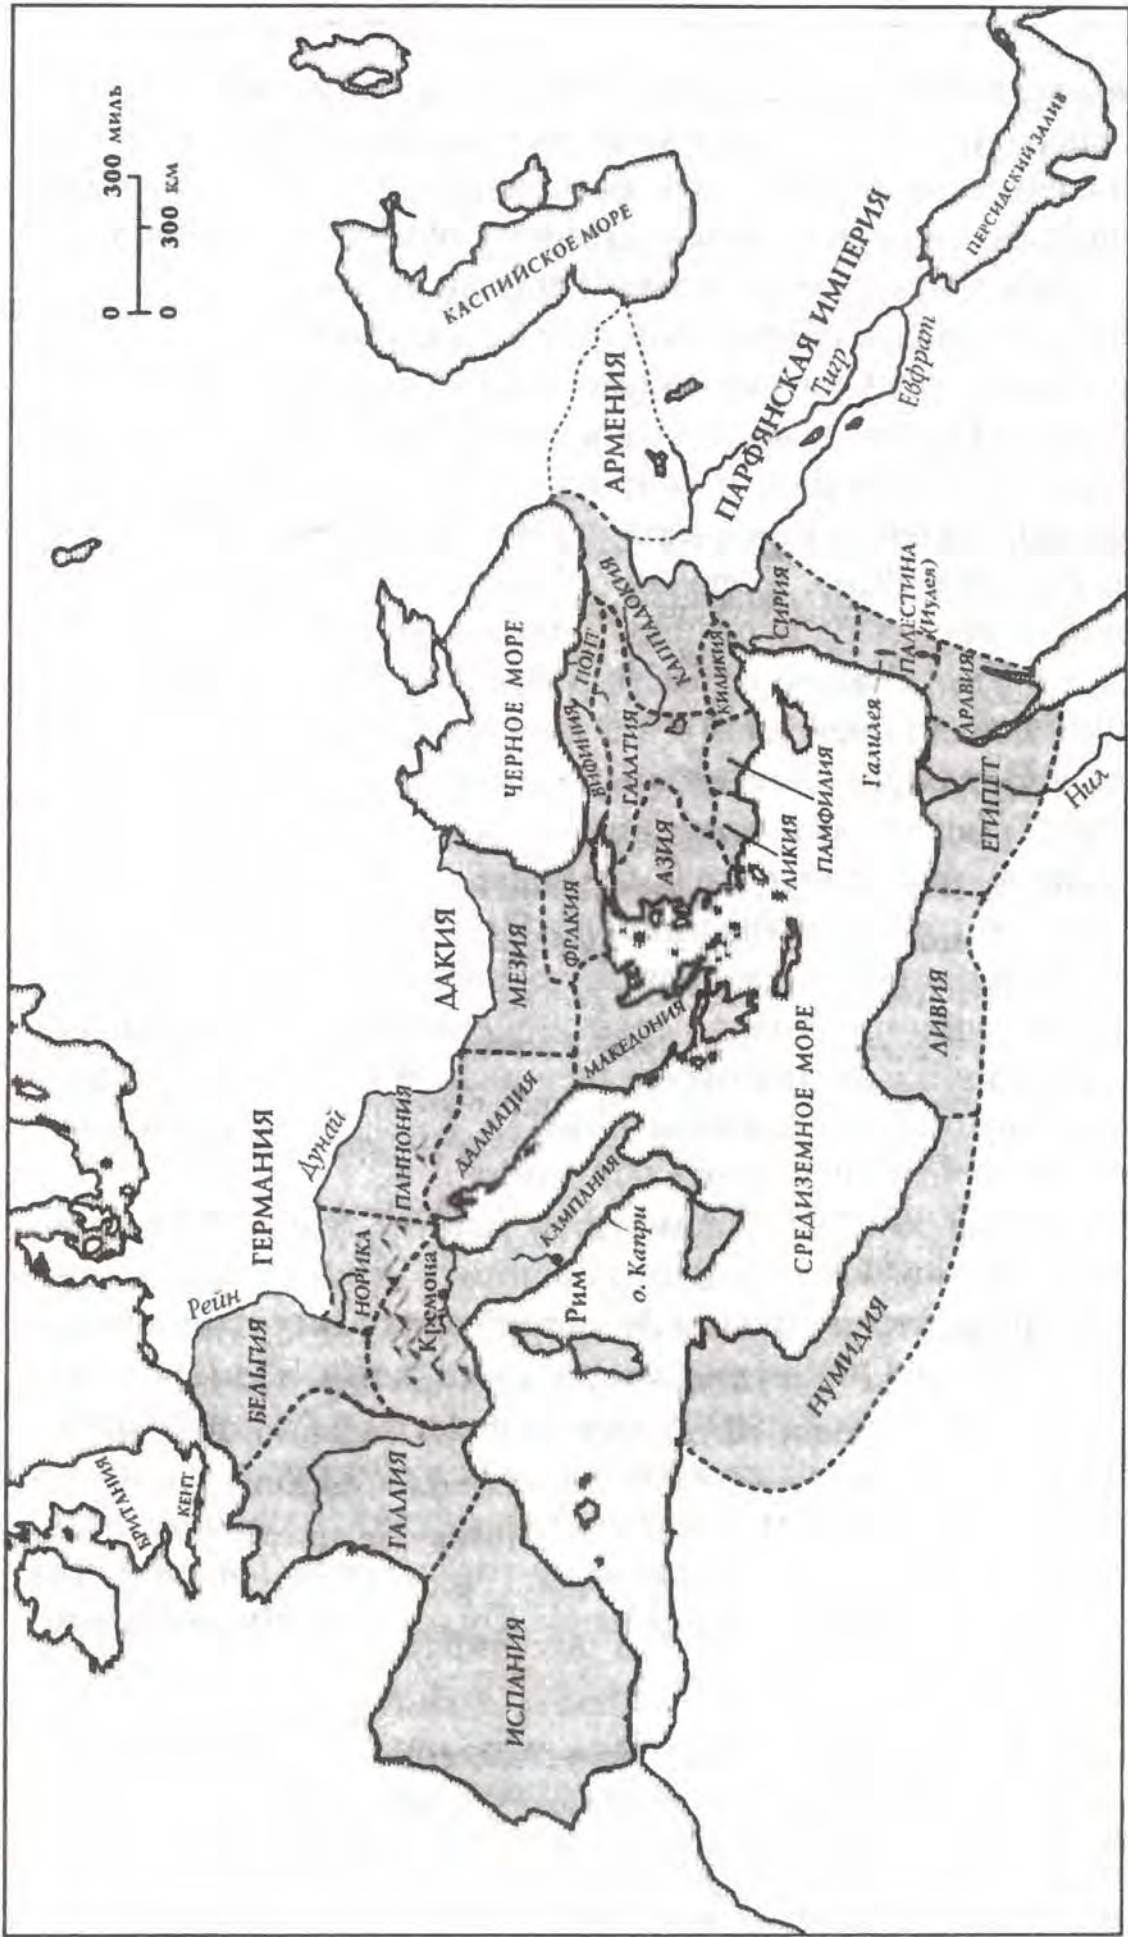 0 300 МИЛЬ
0 300 КМ
БРИТАНИЯ
КЕНТ
БЕЛЬГИЯ
Рейн
ГЕРМАНИЯ
Дунай
ДАКИЯ
ГАЛЛИЯ
НОРИКА
Кремона
ПАННОНИЯ
ДАЛМАЦИЯ
МЕЗИЯ
ФРАКИЯ
МАКЕДОНИЯ
ЧЕРНОЕ МОРЕ
КАСПИЙСКОЕ МОРЕ
АРМЕНИЯ
ИСПАНИЯ
Рим
КАМПАНИЯ
о. Капри
АЗИЯ
ВИФИНИЯ
ПОНТ
ГАЛАТИЯ
КАППАДОКИЯ
КИЛИКИЯ
ЛИКИЯ
ПАМФИЛИЯ
СИРИЯ
ПАРФЯНСКАЯ ИМПЕРИЯ
Тигр
Евфрат
ПЕРСИДСКИЙ ЗАЛИВ
СРЕДИЗЕМНОЕ МОРЕ
Галилея
ПАЛЕСТИНА
(Иудея)
АРАВИЯ
НУМИДИЯ
ЛИВИЯ
ЕГИПЕТ
Нил